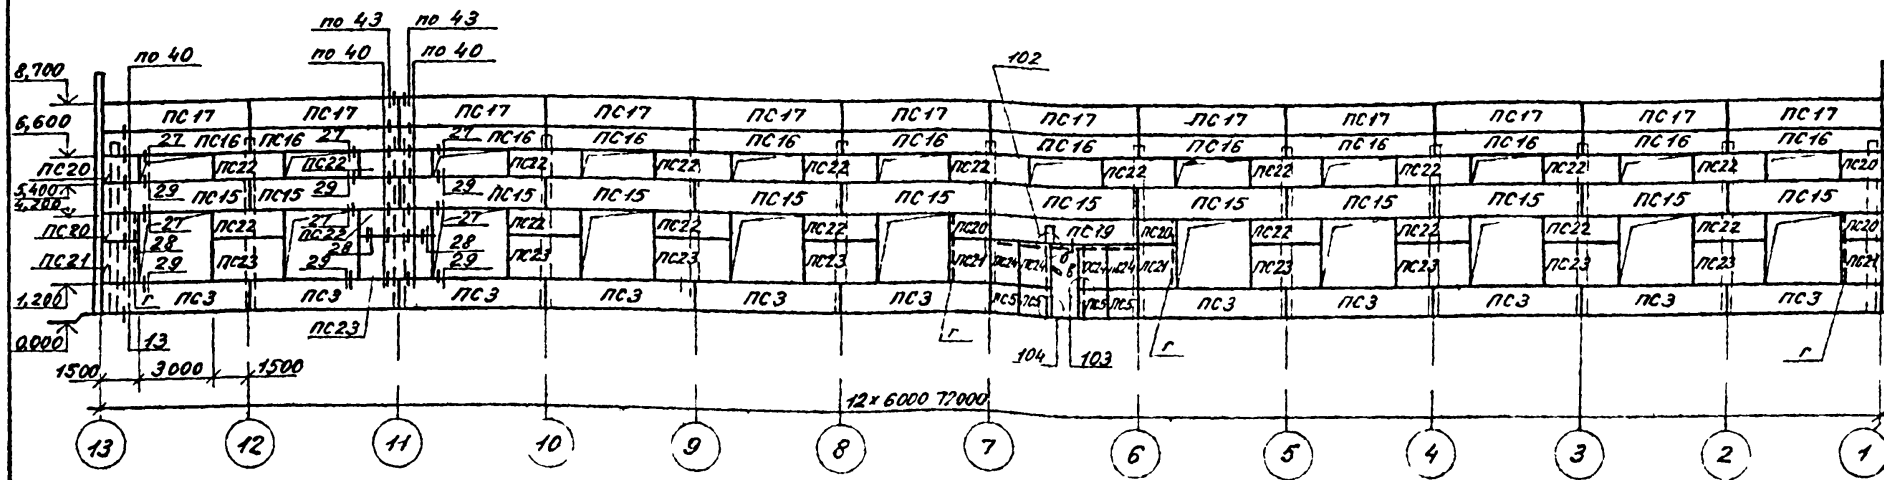 по 43 по 43
по 40 по 40 по 40 102
8,700
ПС17 ПС17 ПС17 ПС17 ПС17 ПС17 ПС17 ПС17 ПС17 ПС17 ПС17 ПС17
6,600
27 ПС16 ПС16 27 27 ПС16 ПС16 ПС16 ПС16 ПС16 ПС16 ПС16 ПС16 ПС16 ПС16
ПС20 ПС22 ПС22 ПС22 ПС22 ПС22 ПС22 ПС22 ПС22 ПС22 ПС22 ПС22 ПС20
5,400 29 29 29
4,200 ПС15 ПС15 ПС15 ПС15 ПС15 ПС15 ПС15 ПС15 ПС15 ПС15 ПС15 ПС15
ПС20 27 ПС22 27 ПС22 27 ПС22 ПС22 ПС22 ПС20 ПС19 ПС20 ПС22 ПС22 ПС22 ПС22 ПС20
28 28 28
ПС21 29 ПС23 29 29 ПС23 ПС23 ПС23 ПС21 ПС24 ПС24 б в ПС24 ПС24 ПС21 ПС23 ПС23 ПС23 ПС23 ПС21
1,200 г ПС3 ПС3 ПС3 ПС3 ПС3 ПС3 ПС5 ПС5 ПС5 ПС5 ПС3 ПС3 ПС3 ПС3 ПС3
ПС23
0.000 13 г 104 103 г г
1500 3000 1500
12×6000 72000
13 12 11 10 9 8 7 6 5 4 3 2 1